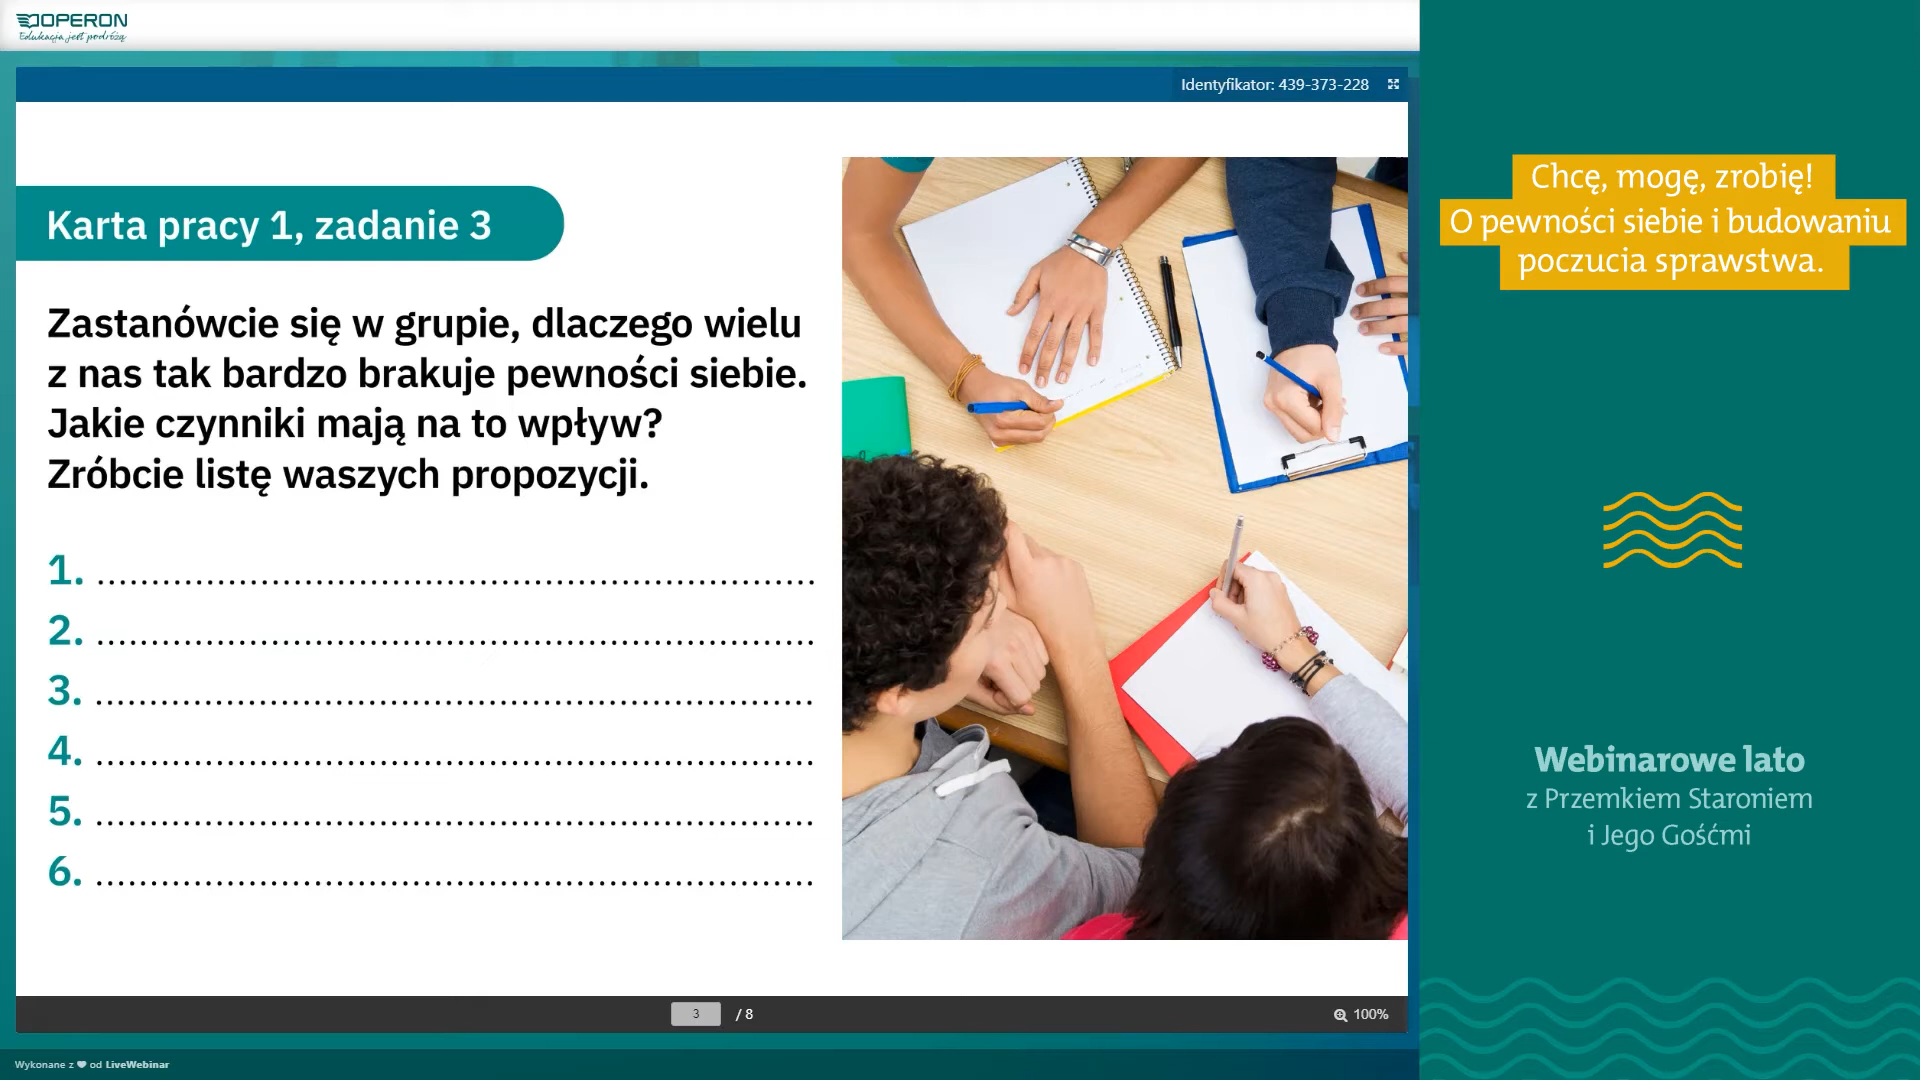 OPERON
Edukacja jest podróżą
Identyfikator: 439-373-228
Karta pracy 1, zadanie 3
Zastanówcie się w grupie, dlaczego wielu
z nas tak bardzo brakuje pewności siebie.
Jakie czynniki mają na to wpływ?
Zróbcie listę waszych propozycji.
1. ......................................................
2. ......................................................
3. ......................................................
4. ......................................................
5. ......................................................
6. ......................................................
3 / 8
100%
Wykonane z ❤ od LiveWebinar
Chcę, mogę, zrobię!
O pewności siebie i budowaniu
poczucia sprawstwa.
Webinarowe lato
z Przemkiem Staroniem
i Jego Gośćmi